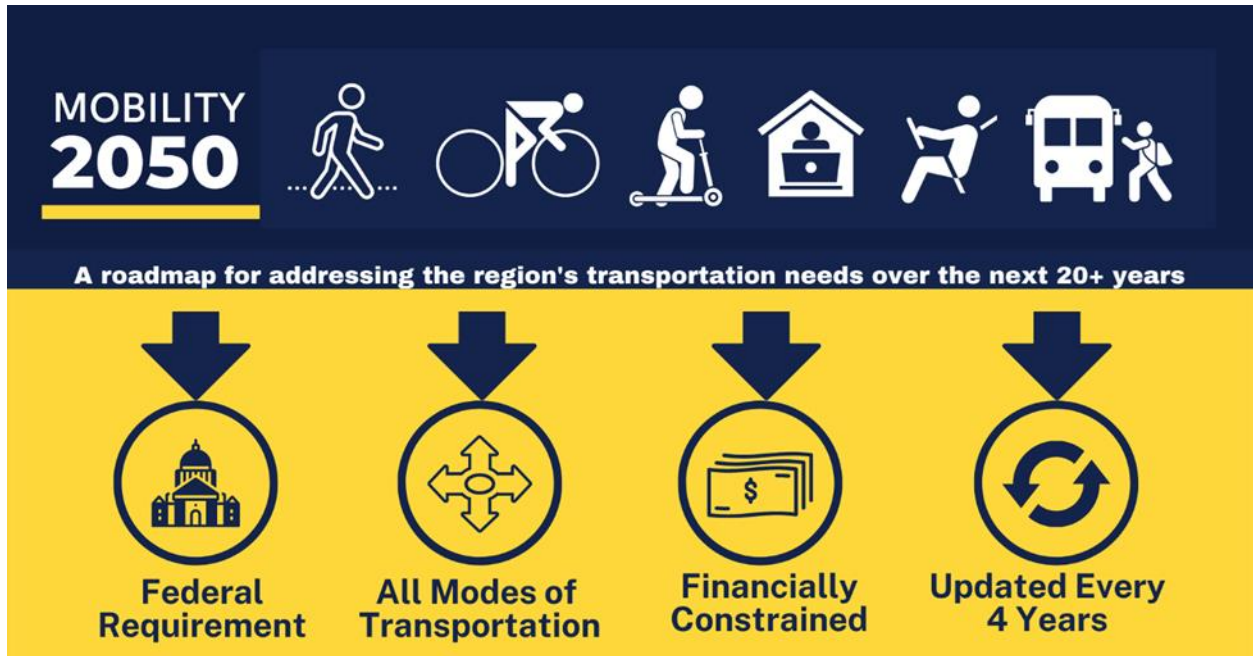 MOBILITY
2050
A roadmap for addressing the region's transportation needs over the next 20+ years
$
Federal
Requirement
All Modes of
Transportation
Financially
Constrained
Updated Every
4 Years